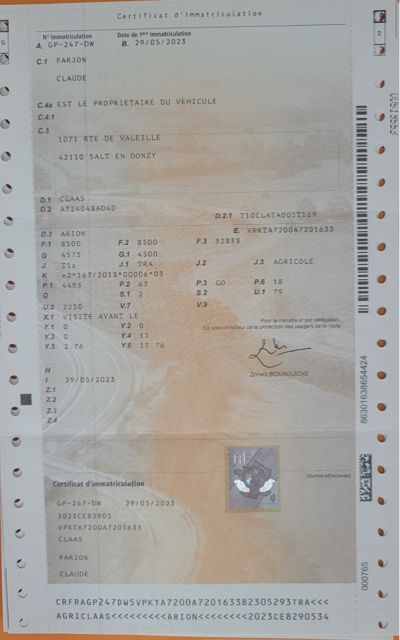 Certificat d'immatriculation
N° Immatriculation Date de 1ère immatriculation
A. GP-247-DW B. 29/05/2023
C.1 FARJON
CLAUDE
C.4a EST LE PROPRIETAIRE DU VEHICULE
C.4.1
C.3
1071 RTE DE VALEILLE
42110 SALT EN DONZY
D.1 CLAAS
D.2 A72404BAD4D
D.2.1 T10CLATA005T169
D.3 ARION E. VPKTA7200A7201633
F.1 8500 F.2 8500 F.3 32838
G 4575 G.1 4500
J T1a J.1 TRA J.2 J.3 AGRICOLE
K e2*167/2013*00006*03
P.1 4485 P.2 67 P.3 GO P.6 18
Q S.1 2 S.2 U.1 79
U.2 2250 V.7 V.9
X.1 VISITE AVANT LE
Y.1 0 Y.2 0
Y.3 0 Y.4 11
Y.5 2.76 Y.6 13.76
Pour le ministre et par délégation,
Le sous-directeur de la protection des usagers de la route
Zoheir BOUAOUICHE
H
I 29/05/2023
Z.1
Z.2
Z.3
Z.4
86301638654424
COUPON DÉTACHABLE
Certificat d'immatriculation
GP-247-DW 29/05/2023
2023CE82905
VPKTA7200A7201633
CLAAS
FARJON
CLAUDE
000765
CRFRAGP247DW5VPKTA7200A720163382305293TRA<<<
AGRICLAAS<<<<<<<<<ARION<<<<<<<<2023CE8290534